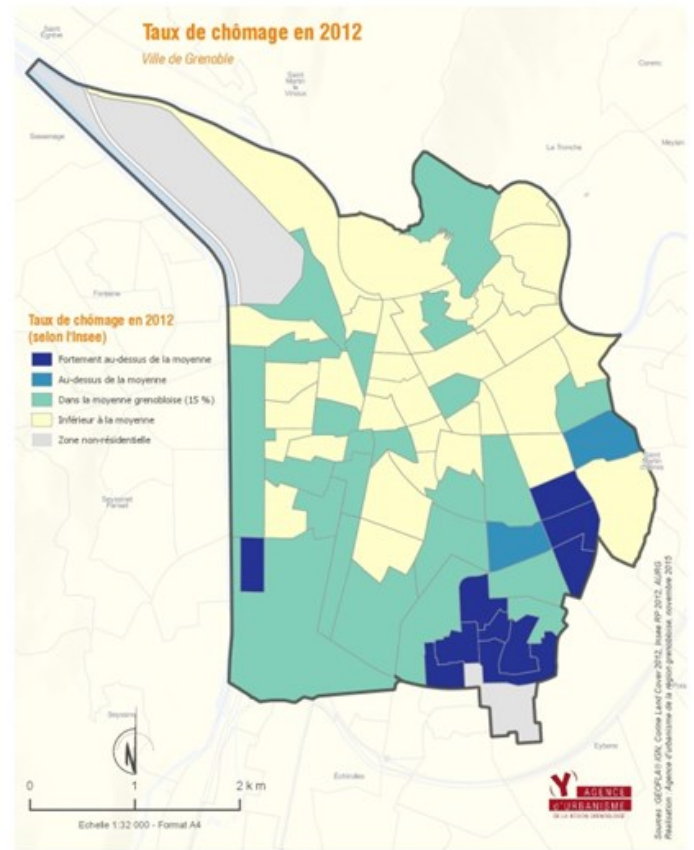 Taux de chômage en 2012
Ville de Grenoble
Saint
Egrève
Saint
Martin
le
Vinoux
Corenc
Sassenage
La Tronche
Meylan
Fontaine
Taux de chômage en 2012
(selon l'Insee)
Fortement au-dessus de la moyenne
Au-dessus de la moyenne
Dans la moyenne grenobloise (15 %)
Inférieur à la moyenne
Zone non-résidentielle
Saint
Martin
d'Hères
Seyssinet
Pariset
Seyssins
N
0 1 2 km
Echelle 1:32 000 - Format A4
Echirolles
Eybens
Y
AGENCE
d'URBANISME
DE LA RÉGION GRENOBLOISE
Sources : GEOFLA® IGN, Corine Land Cover 2012, Insee RP 2012, AURG
Réalisation : Agence d'urbanisme de la région grenobloise, novembre 2015